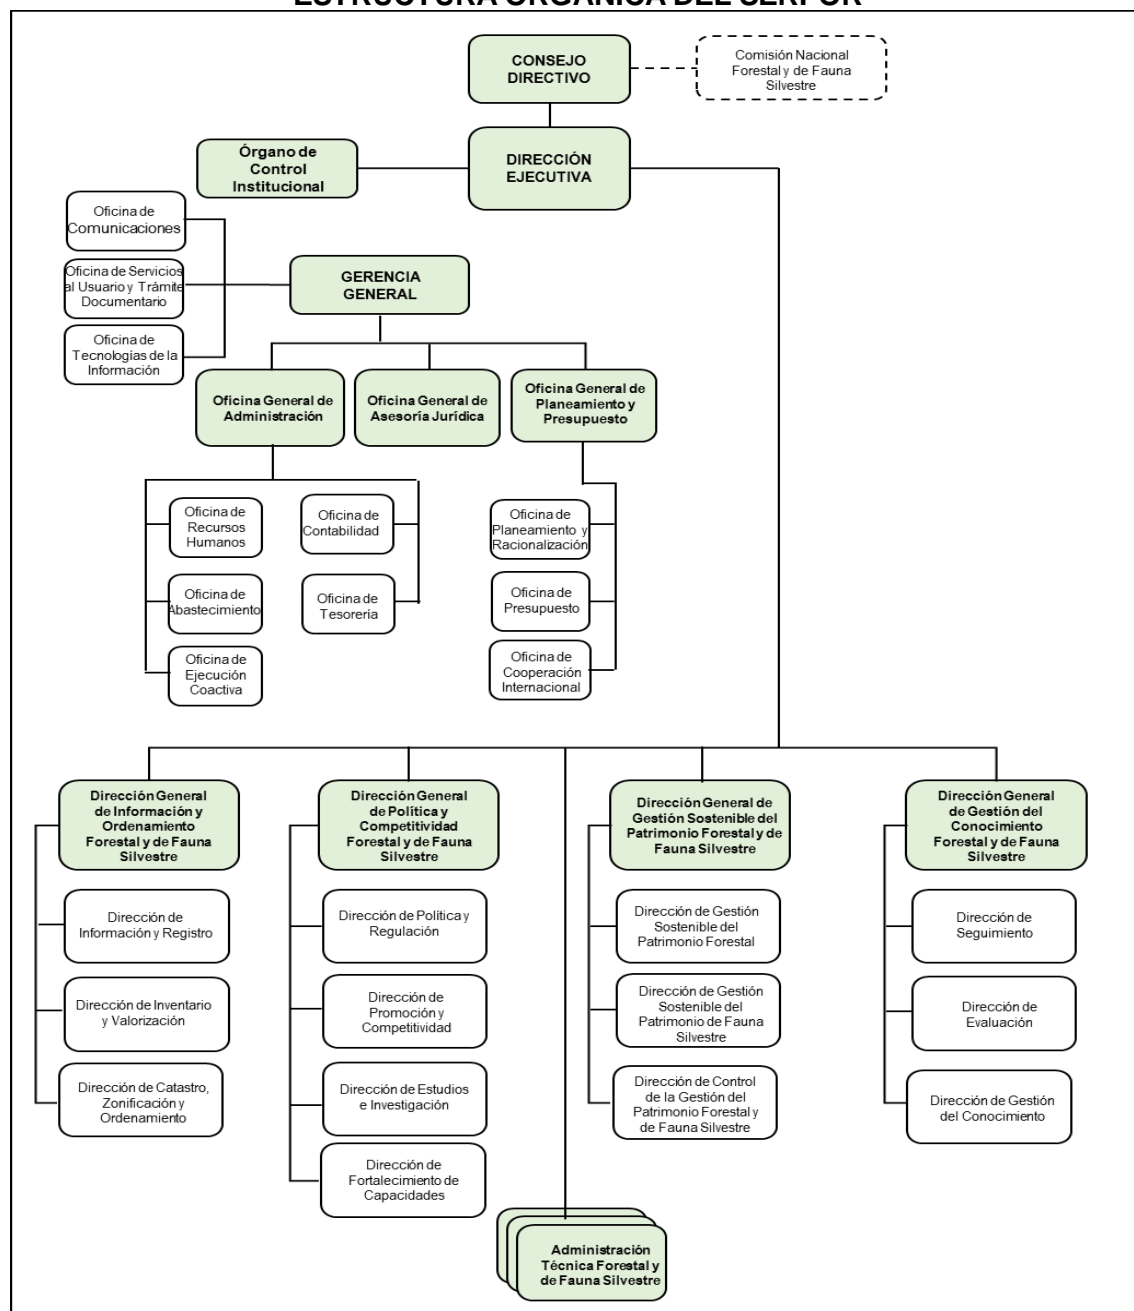 ESTRUCTURA ORGÁNICA DEL SERFOR
CONSEJO
DIRECTIVO
Comisión Nacional
Forestal y de Fauna
Silvestre
Órgano de
Control
Institucional
DIRECCIÓN
EJECUTIVA
Oficina de
Comunicaciones
Oficina de Servicios
al Usuario y Trámite
Documentario
Oficina de
Tecnologías de la
Información
GERENCIA
GENERAL
Oficina General de
Administración
Oficina General de
Asesoría Jurídica
Oficina General de
Planeamiento y
Presupuesto
Oficina de
Recursos
Humanos
Oficina de
Contabilidad
Oficina de
Planeamiento y
Racionalización
Oficina de
Abastecimiento
Oficina de
Tesorería
Oficina de
Presupuesto
Oficina de
Ejecución
Coactiva
Oficina de
Cooperación
Internacional
Dirección General
de Información y
Ordenamiento
Forestal y de Fauna
Silvestre
Dirección General
de Política y
Competitividad
Forestal y de Fauna
Silvestre
Dirección General de
Gestión Sostenible del
Patrimonio Forestal y de
Fauna Silvestre
Dirección General
de Gestión del
Conocimiento
Forestal y de Fauna
Silvestre
Dirección de
Información y Registro
Dirección de Política y
Regulación
Dirección de Gestión
Sostenible del
Patrimonio Forestal
Dirección de
Seguimiento
Dirección de Inventario
y Valorización
Dirección de
Promoción y
Competitividad
Dirección de Gestión
Sostenible del
Patrimonio de Fauna
Silvestre
Dirección de
Evaluación
Dirección de Catastro,
Zonificación y
Ordenamiento
Dirección de Estudios
e Investigación
Dirección de Control
de la Gestión del
Patrimonio Forestal y
de Fauna Silvestre
Dirección de Gestión
del Conocimiento
Dirección de
Fortalecimiento de
Capacidades
Administración
Técnica Forestal y
de Fauna Silvestre